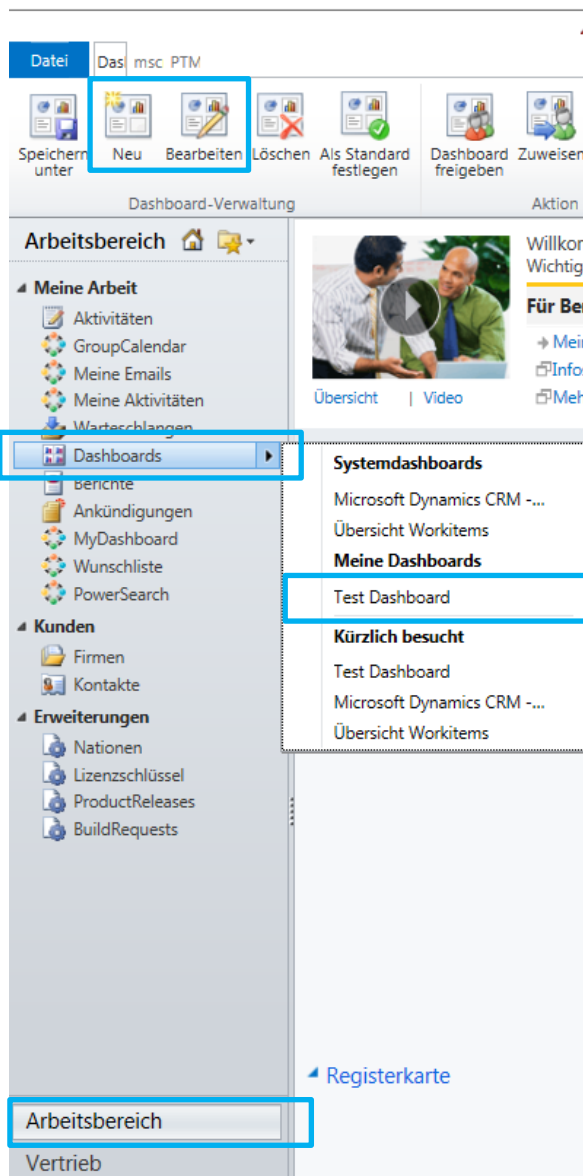 Datei Das msc PTM
Speichern unter Neu Bearbeiten Löschen Als Standard festlegen Dashboard freigeben Zuweisen
Dashboard-Verwaltung Aktion
Arbeitsbereich
Meine Arbeit
Aktivitäten
GroupCalendar
Meine Emails
Meine Aktivitäten
Warteschlangen
Dashboards
Berichte
Ankündigungen
MyDashboard
Wunschliste
PowerSearch
Kunden
Firmen
Kontakte
Erweiterungen
Nationen
Lizenzschlüssel
ProductReleases
BuildRequests
Arbeitsbereich
Vertrieb
Übersicht | Video
Wichtig
Systemdashboards
Microsoft Dynamics CRM -...
Übersicht Workitems
Meine Dashboards
Test Dashboard
Kürzlich besucht
Test Dashboard
Microsoft Dynamics CRM -...
Übersicht Workitems
Registerkarte